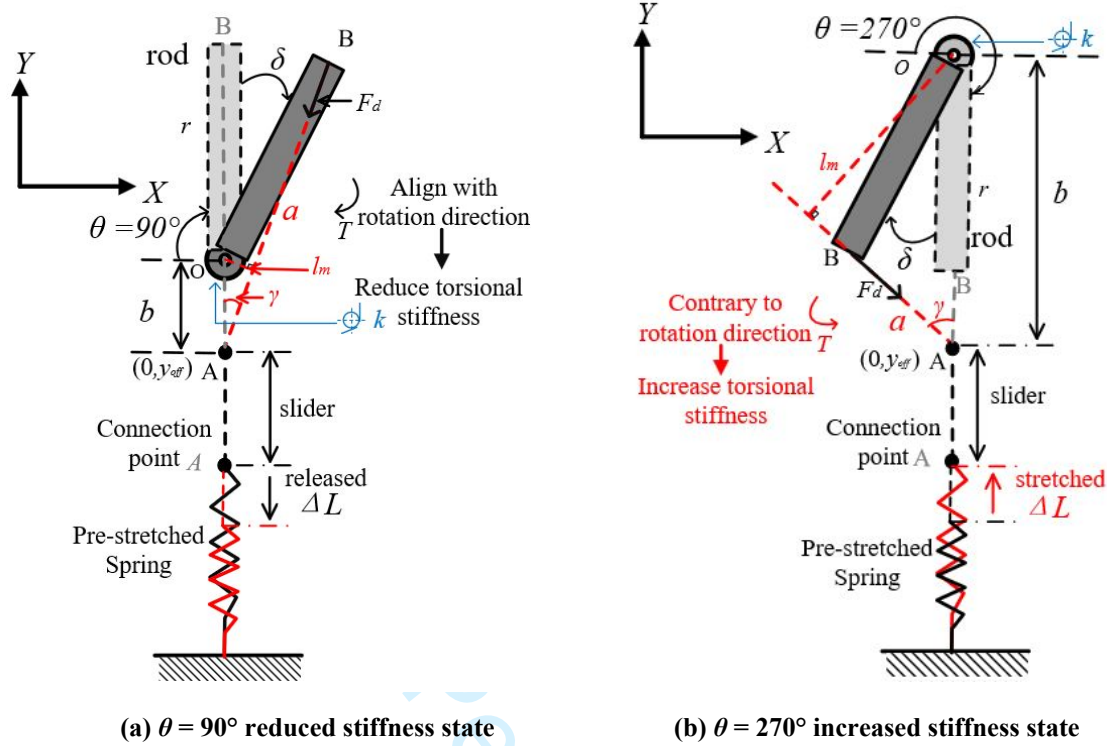 B
rod
B
δ
Y
F_d
r
X
a
Align with
rotation direction
T
θ =90°
O
l_m
Reduce torsional
stiffness
b
γ
k
(0,y_off) A
slider
Connection
point A
released
ΔL
Pre-stretched
Spring
(a) θ = 90° reduced stiffness state
Y
θ =270°
k
O
X
l_m
r
b
rod
B
δ
B
F_d
Contrary to
rotation direction
T
a
γ
Increase torsional
stiffness
(0,y_off) A
slider
Connection
point A
stretched
ΔL
Pre-stretched
Spring
(b) θ = 270° increased stiffness state